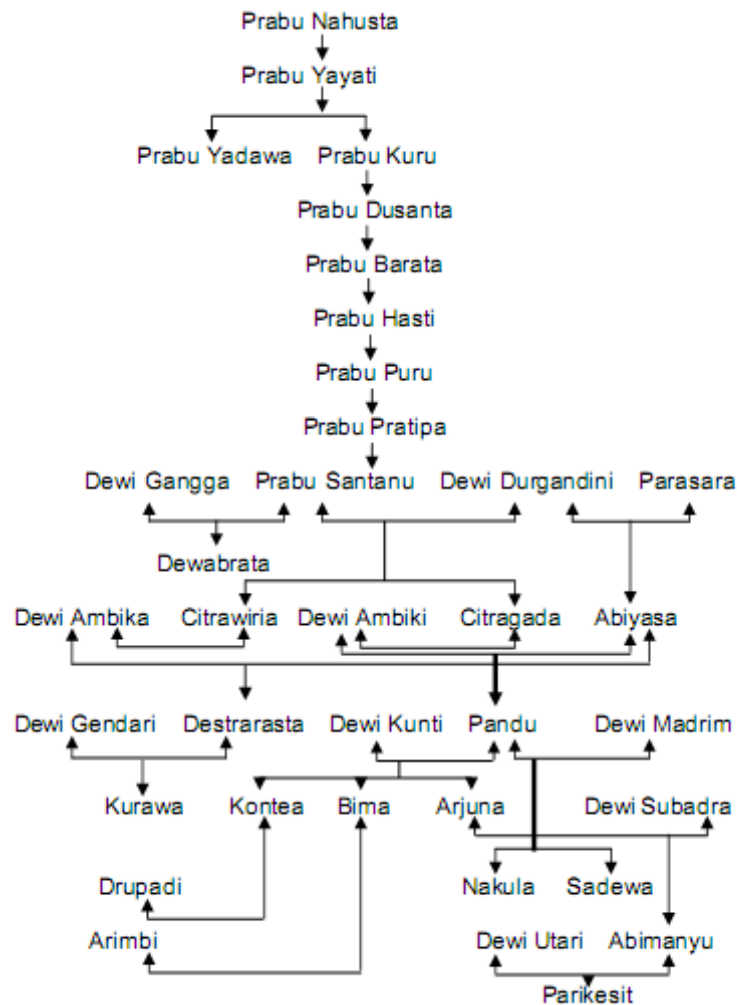 Prabu Nahusta
Prabu Yayati
Prabu Yadawa Prabu Kuru
Prabu Dusanta
Prabu Barata
Prabu Hasti
Prabu Puru
Prabu Pratipa
Dewi Gangga Prabu Santanu Dewi Durgandini Parasara
Dewabrata
Dewi Ambika Citrawiria Dewi Ambiki Citragada Abiyasa
Dewi Gendari Destrarasta Dewi Kunti Pandu Dewi Madrim
Kurawa Kontea Bima Arjuna Dewi Subadra
Drupadi Nakula Sadewa
Arimbi Dewi Utari Abimanyu
Parikesit